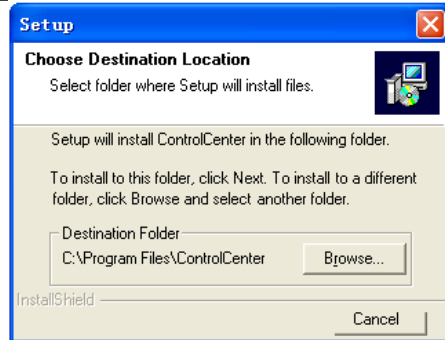 Setup
Choose Destination Location
Select folder where Setup will install files.
Setup will install ControlCenter in the following folder.
To install to this folder, click Next. To install to a different
folder, click Browse and select another folder.
Destination Folder
C:\Program Files\ControlCenter
Browse...
InstallShield
Cancel